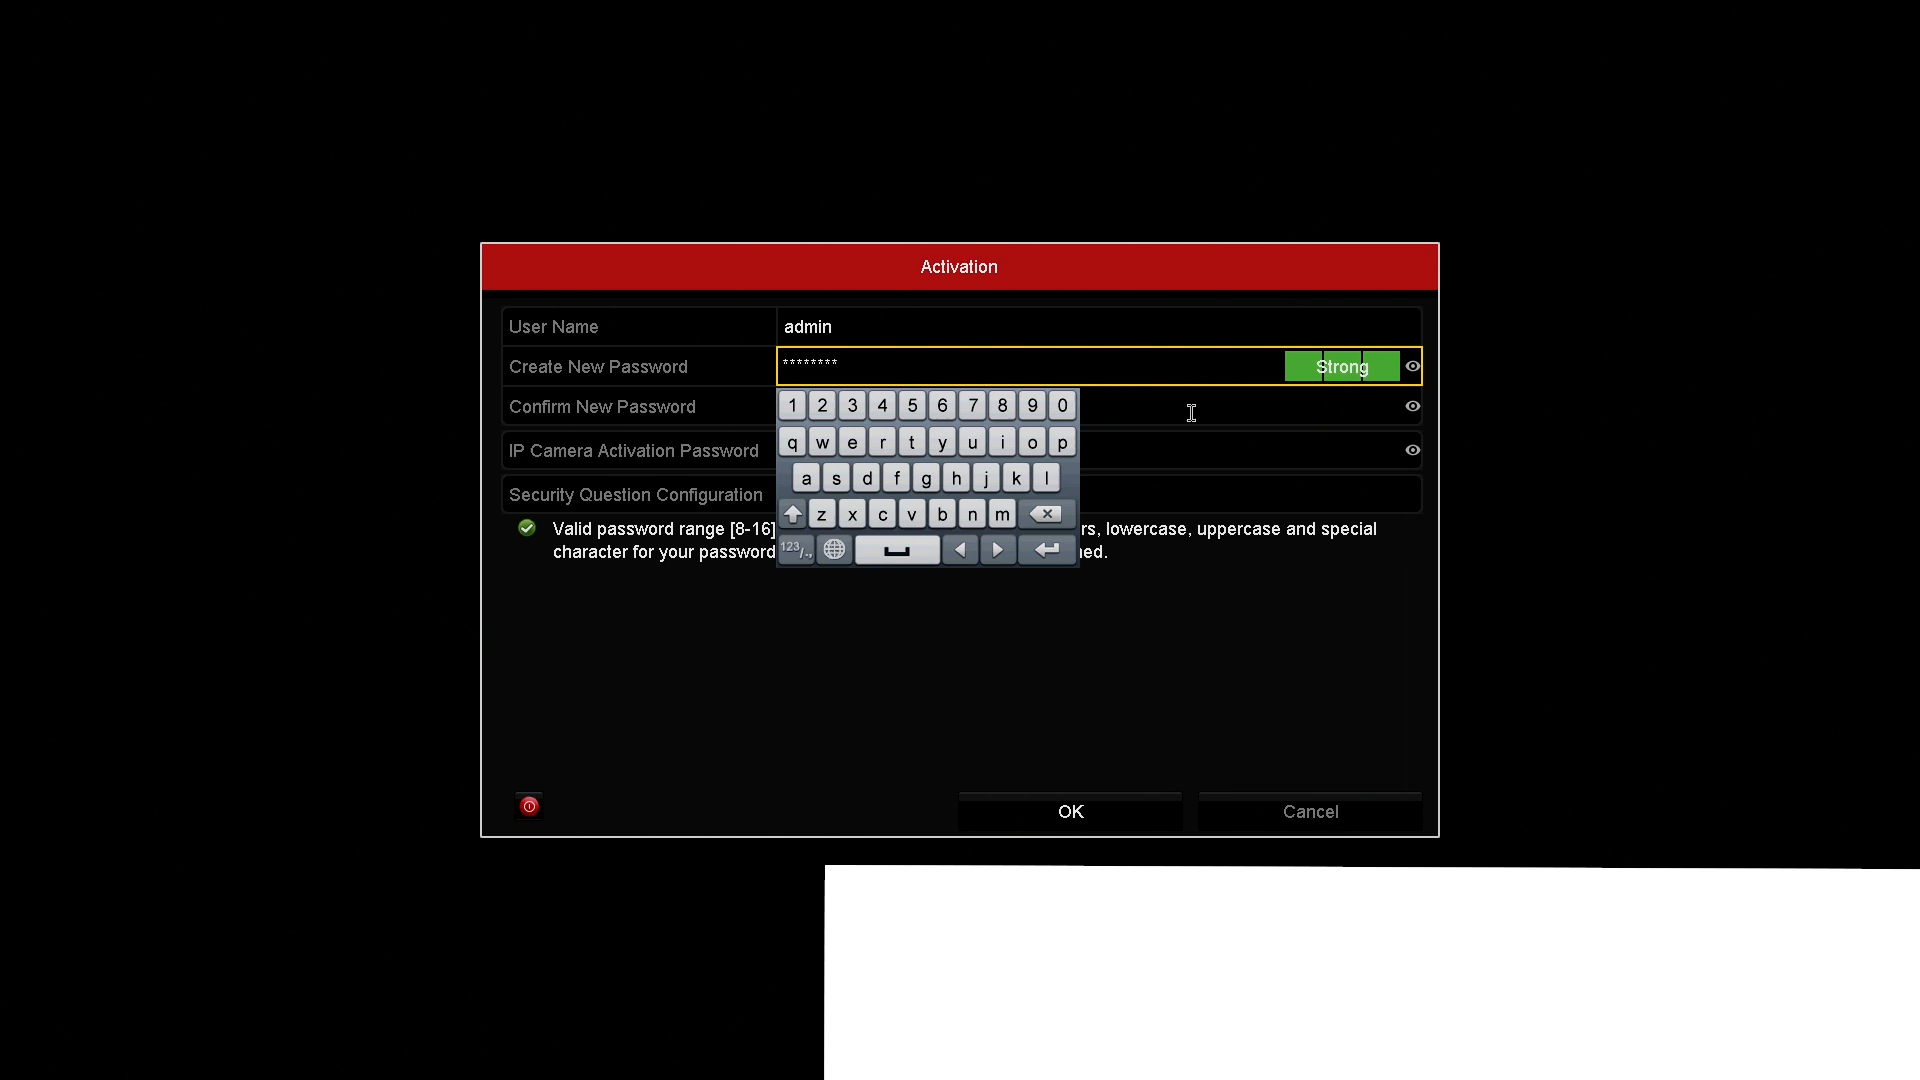 Activation
User Name admin
Create New Password ******** Strong
Confirm New Password
IP Camera Activation Password
Security Question Configuration
1 2 3 4 5 6 7 8 9 0
q w e r t y u i o p
a s d f g h j k l
z x c v b n m
123/.,
Valid password range [8-16] rs, lowercase, uppercase and special
character for your password ned.
OK Cancel